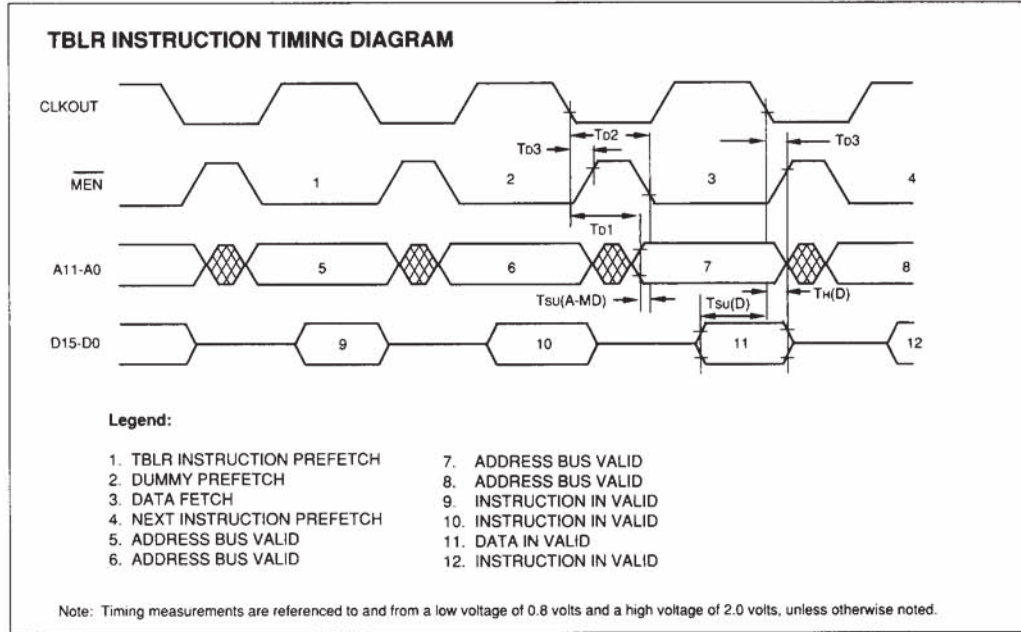 TBLR INSTRUCTION TIMING DIAGRAM
CLKOUT
TD2
TD3
TD3
MEN
1
2
3
4
TD1
A11-A0
5
6
7
8
TSU(A-MD)
TSU(D)
TH(D)
D15-D0
9
10
11
12
Legend:
1. TBLR INSTRUCTION PREFETCH
2. DUMMY PREFETCH
3. DATA FETCH
4. NEXT INSTRUCTION PREFETCH
5. ADDRESS BUS VALID
6. ADDRESS BUS VALID
7. ADDRESS BUS VALID
8. ADDRESS BUS VALID
9. INSTRUCTION IN VALID
10. INSTRUCTION IN VALID
11. DATA IN VALID
12. INSTRUCTION IN VALID
Note: Timing measurements are referenced to and from a low voltage of 0.8 volts and a high voltage of 2.0 volts, unless otherwise noted.